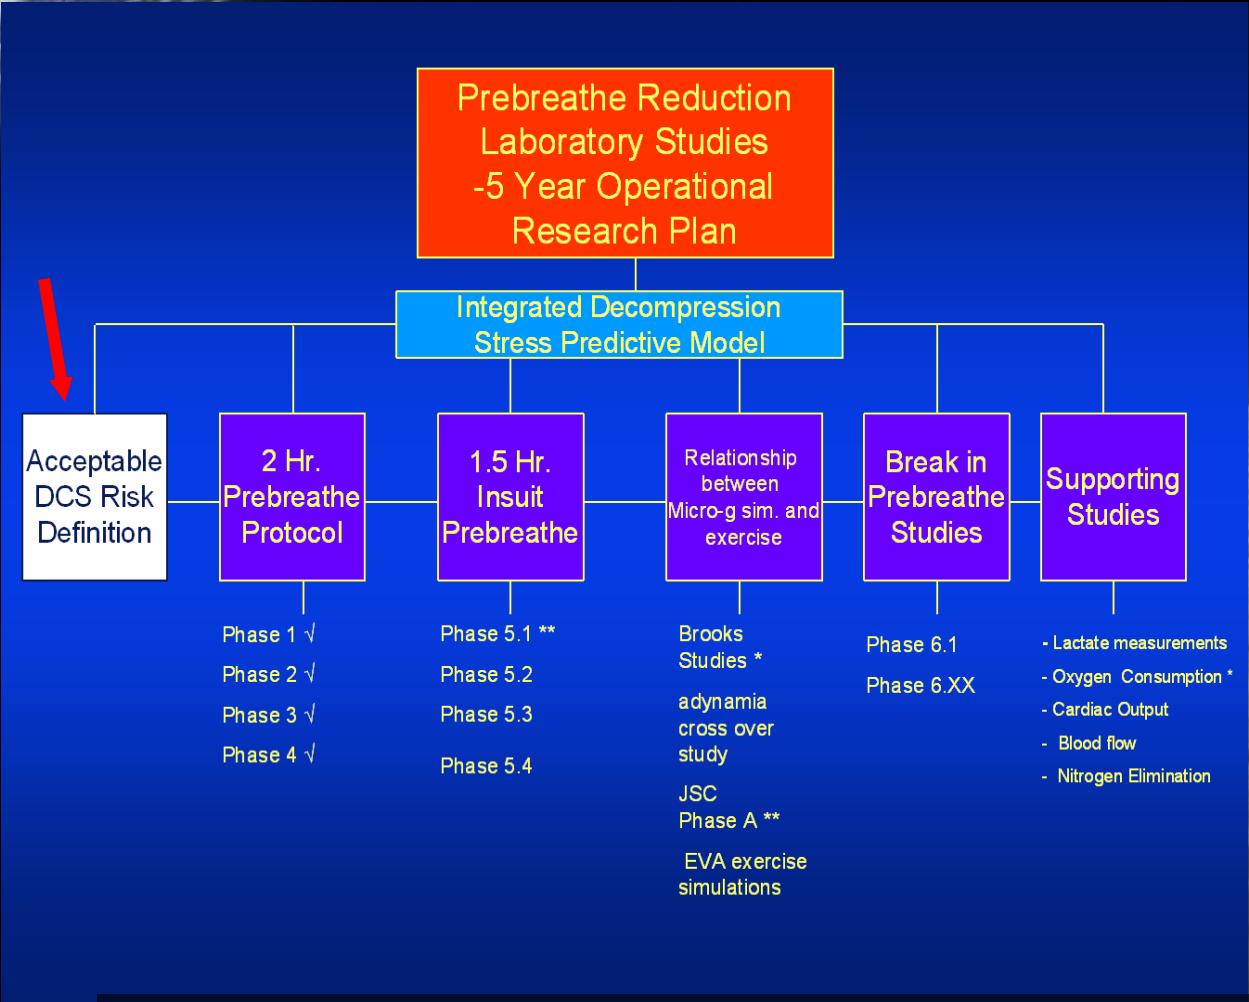 Prebreathe Reduction
Laboratory Studies
-5 Year Operational
Research Plan
Integrated Decompression
Stress Predictive Model
Acceptable
DCS Risk
Definition
2 Hr.
Prebreathe
Protocol
1.5 Hr.
Insuit
Prebreathe
Relationship
between
Micro-g sim. and
exercise
Break in
Prebreathe
Studies
Supporting
Studies
Phase 1 √
Phase 2 √
Phase 3 √
Phase 4 √
Phase 5.1 **
Phase 5.2
Phase 5.3
Phase 5.4
Brooks
Studies *
adynamia
cross over
study
JSC
Phase A **
EVA exercise
simulations
Phase 6.1
Phase 6.XX
- Lactate measurements
- Oxygen Consumption *
- Cardiac Output
- Blood flow
- Nitrogen Elimination